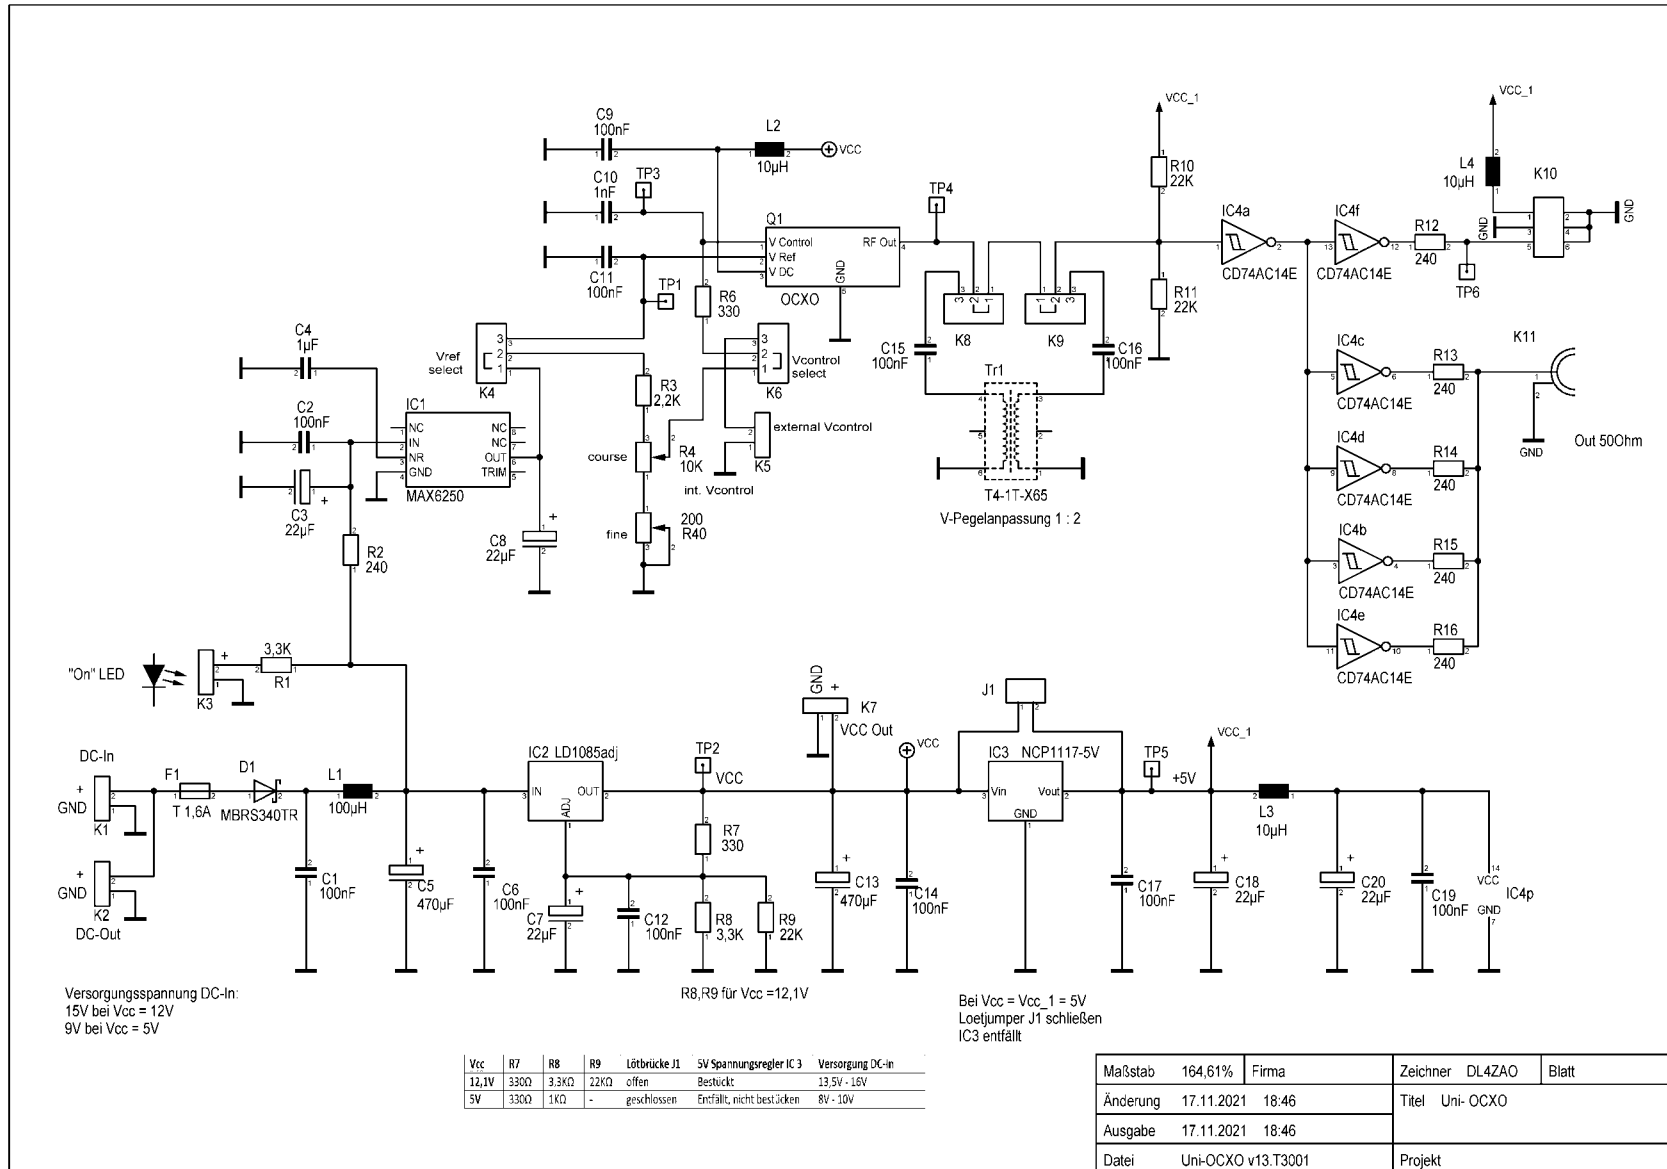 C9
100nF
L2
10µH
VCC
C10
1nF
TP3
C11
100nF
TP1
Q1
V Control
V Ref
V DC
RF Out
GND
OCXO
R6
330
TP4
K8
K9
C15
100nF
C16
100nF
Tr1
T4-1T-X65
V-Pegelanpassung 1 : 2
VCC_1
R10
22K
R11
22K
IC4a
CD74AC14E
IC4f
CD74AC14E
R12
240
TP6
VCC_1
L4
10µH
K10
GND
GND
IC4c
CD74AC14E
R13
240
K11
GND
Out 50Ohm
IC4d
CD74AC14E
R14
240
IC4b
CD74AC14E
R15
240
IC4e
CD74AC14E
R16
240
C4
1µF
C2
100nF
C3
22µF
IC1
NC
IN
NR
GND
NC
NC
OUT
TRIM
MAX6250
Vref
select
K4
R3
2,2K
course
R4
10K
fine
200
R40
Vcontrol
select
K6
external Vcontrol
K5
int. Vcontrol
C8
22µF
R2
240
"On" LED
K3
3,3K
R1
DC-In
+
GND
K1
+
GND
K2
DC-Out
F1
T 1,6A
D1
MBRS340TR
L1
100µH
C1
100nF
C5
470µF
C6
100nF
IC2 LD1085adj
IN
OUT
ADJ
C7
22µF
C12
100nF
TP2
VCC
R7
330
R8
3,3K
R9
22K
GND
+
K7
VCC Out
C13
470µF
VCC
C14
100nF
J1
IC3 NCP1117-5V
Vin
Vout
GND
TP5
+5V
VCC_1
C17
100nF
C18
22µF
L3
10µH
C20
22µF
C19
100nF
VCC
GND
IC4p
Versorgungsspannung DC-In:
15V bei Vcc = 12V
9V bei Vcc = 5V
R8,R9 für Vcc =12,1V
Bei Vcc = Vcc_1 = 5V
Loetjumper J1 schließen
IC3 entfällt
Vcc R7 R8 R9 Lötbrücke J1 5V Spannungsregler IC 3 Versorgung DC-In
12,1V 330Ω 3,3KΩ 22KΩ offen Bestückt 13,5V - 16V
5V 330Ω 1KΩ - geschlossen Entfällt, nicht bestücken 8V - 10V
Maßstab 164,61% Firma Zeichner DL4ZAO Blatt
Änderung 17.11.2021 18:46 Titel Uni- OCXO
Ausgabe 17.11.2021 18:46
Datei Uni-OCXO v13.T3001 Projekt